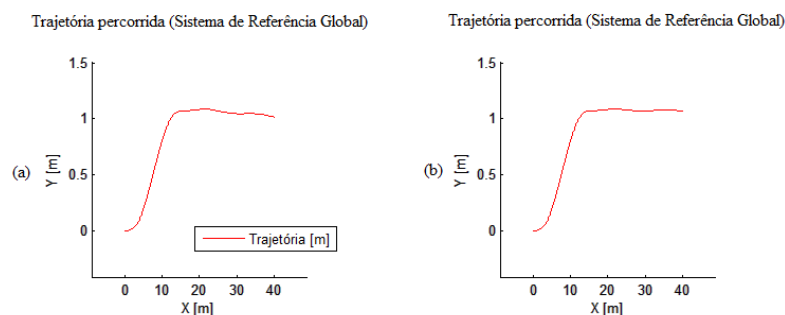 Trajetória percorrida (Sistema de Referência Global)
1.5
1
0.5
0
Y [m]
(a)
Trajetória [m]
0 10 20 30 40
X [m]
Trajetória percorrida (Sistema de Referência Global)
1.5
1
0.5
0
Y [m]
(b)
0 10 20 30 40
X [m]